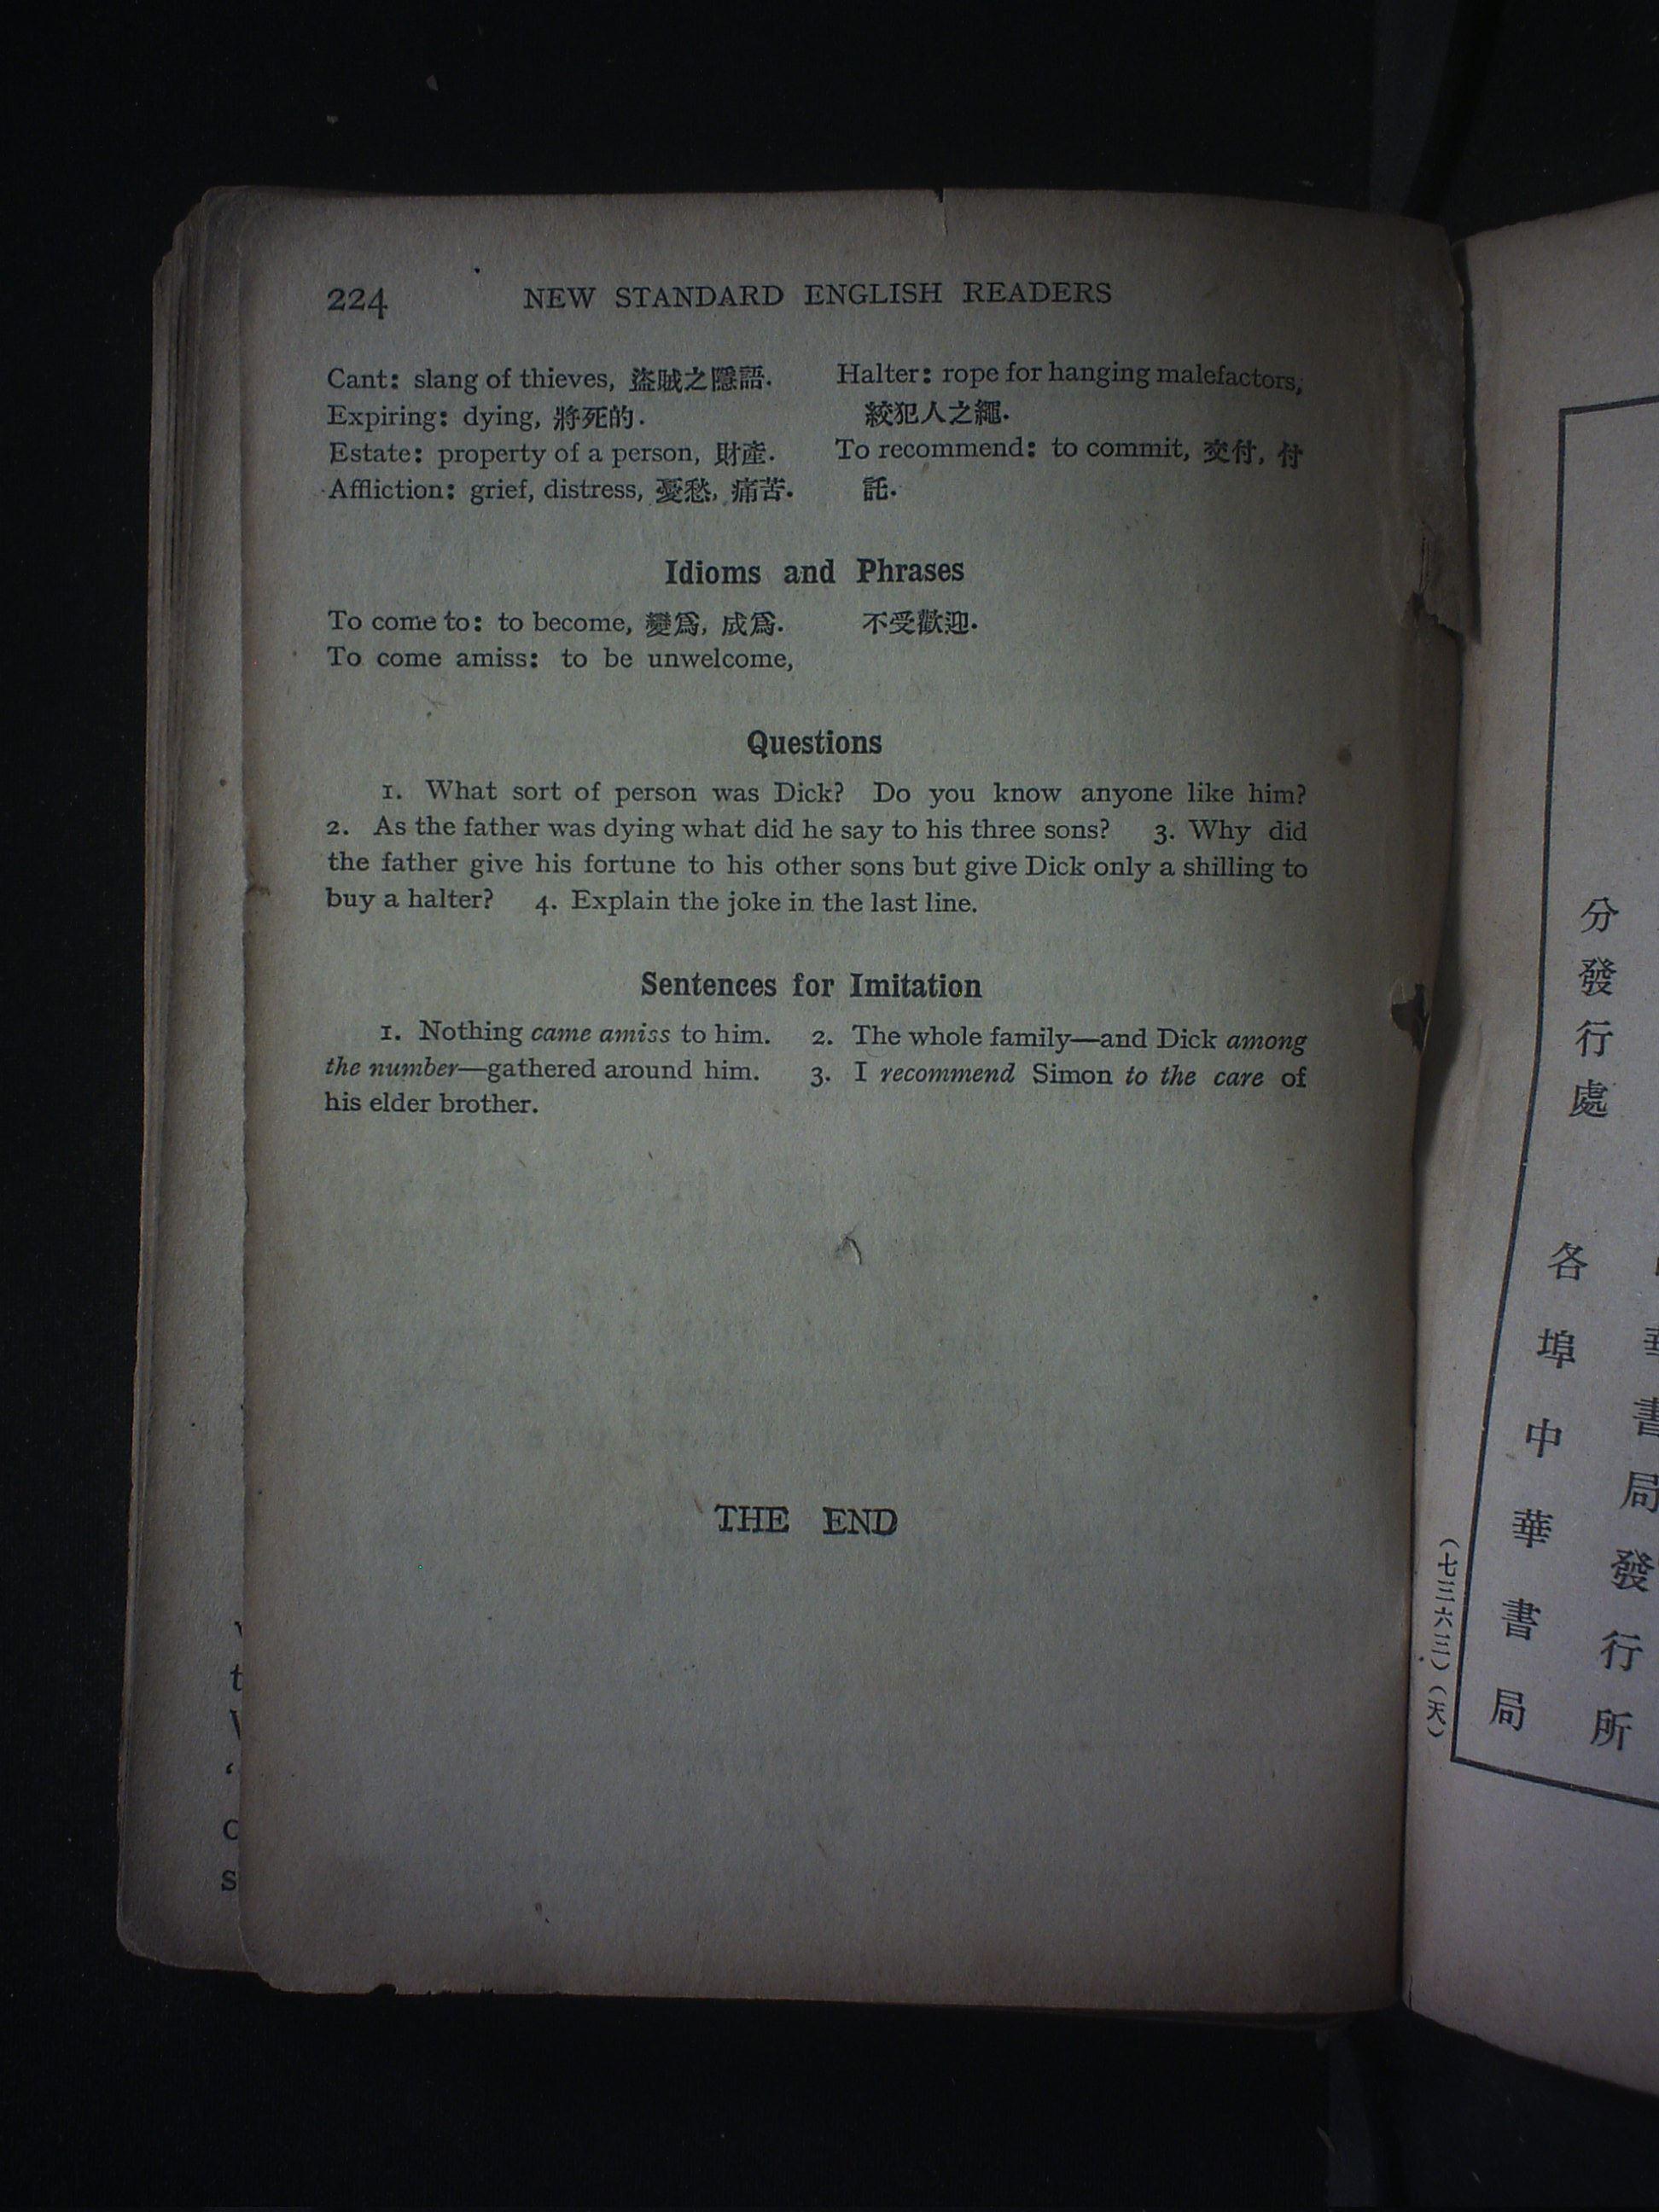 224 NEW STANDARD ENGLISH READERS
Cant: slang of thieves, 盜賊之隱語.
Expiring: dying, 將死的.
Estate: property of a person, 財產.
Affliction: grief, distress, 憂愁, 痛苦.
Halter: rope for hanging malefactors,
絞犯人之繩.
To recommend: to commit, 交付, 付
託.
Idioms and Phrases
To come to: to become, 變爲, 成爲.
To come amiss: to be unwelcome,
不受歡迎.
Questions
1. What sort of person was Dick? Do you know anyone like him?
2. As the father was dying what did he say to his three sons? 3. Why did
the father give his fortune to his other sons but give Dick only a shilling to
buy a halter? 4. Explain the joke in the last line.
Sentences for Imitation
1. Nothing came amiss to him. 2. The whole family—and Dick among
the number—gathered around him. 3. I recommend Simon to the care of
his elder brother.
THE END
書局發行所
分發行處 各埠中華書局
(七三六三)(天)